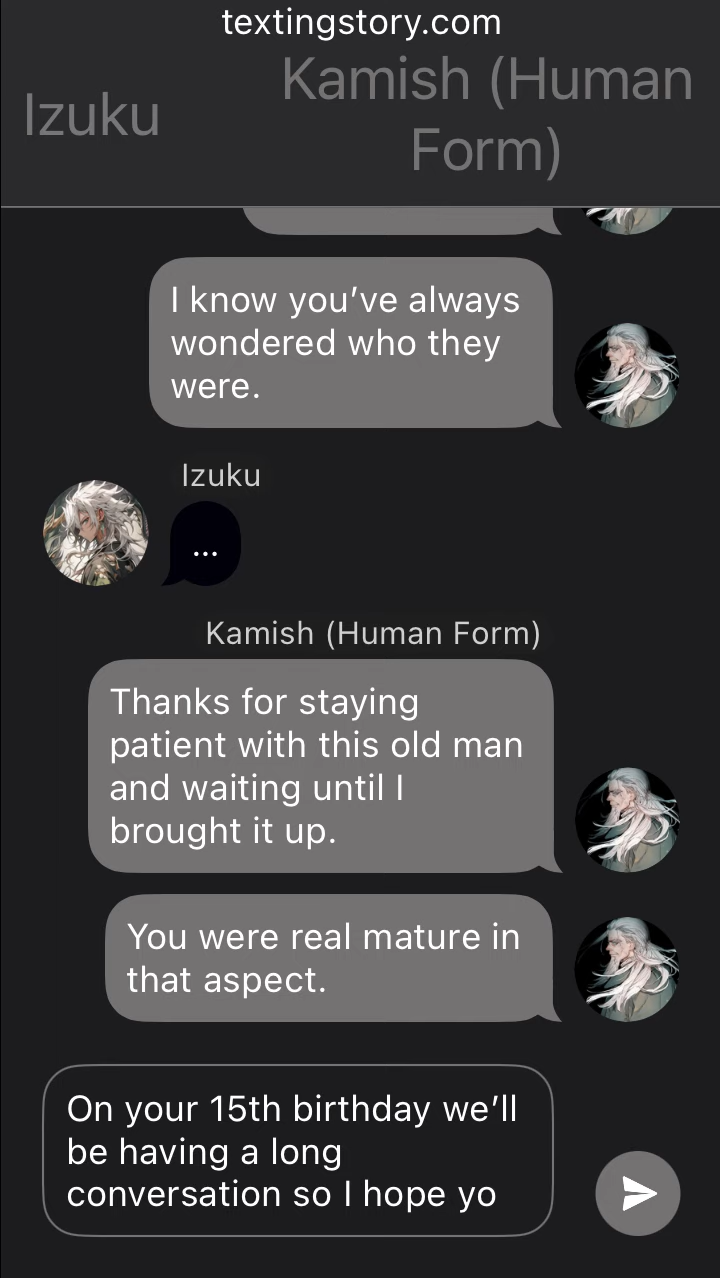 textingstory.com
Izuku
Kamish (Human
Form)
I know you’ve always
wondered who they
were.
Izuku
...
Kamish (Human Form)
Thanks for staying
patient with this old man
and waiting until I
brought it up.
You were real mature in
that aspect.
On your 15th birthday we’ll
be having a long
conversation so I hope yo